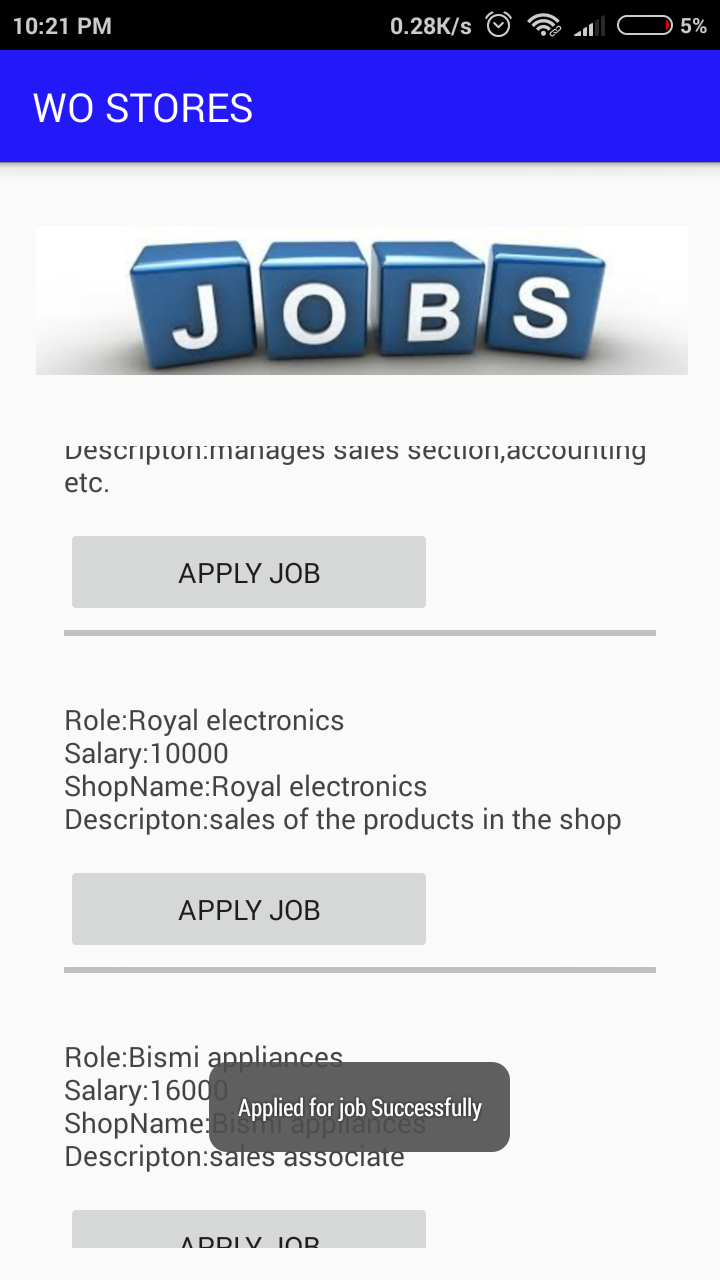 10:21 PM 0.28K/s 5%
WO STORES
JOBS
Descripton:manages sales section,accounting
etc.
APPLY JOB
Role:Royal electronics
Salary:10000
ShopName:Royal electronics
Descripton:sales of the products in the shop
APPLY JOB
Role:Bismi appliances
Salary:16000
ShopName:Bismi appliances
Applied for job Successfully
Descripton:sales associate
APPLY JOB